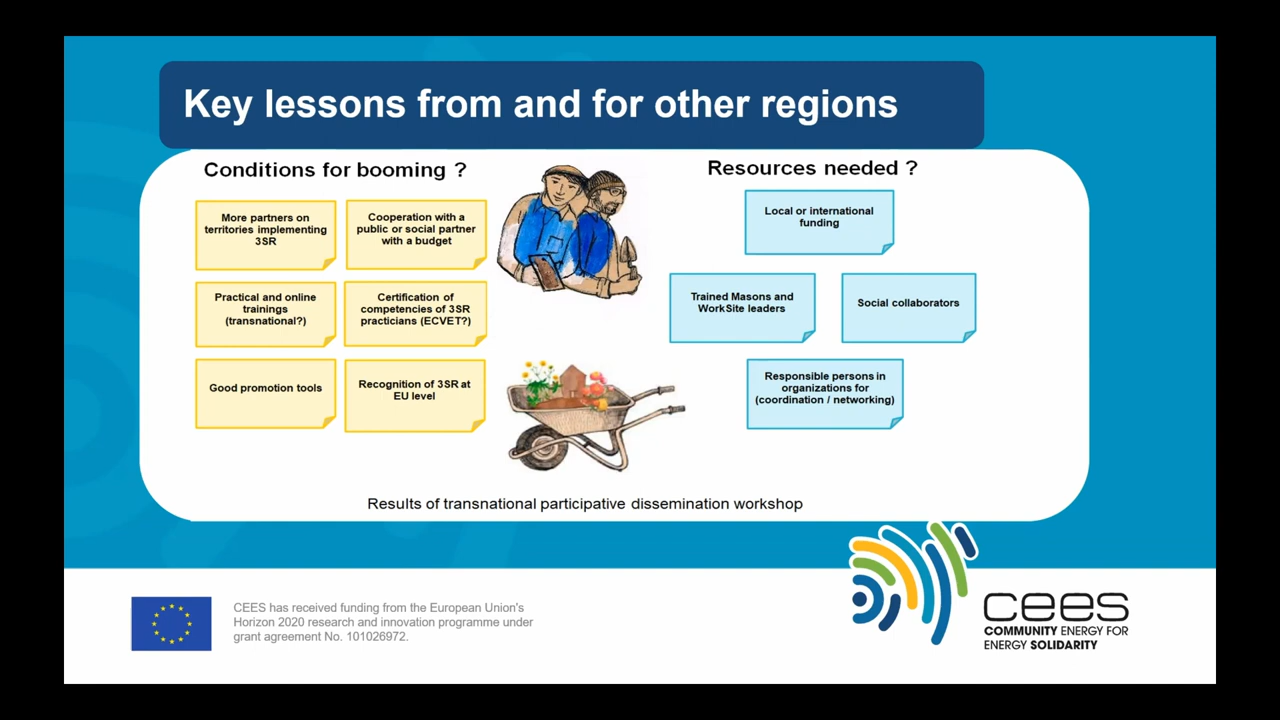 Key lessons from and for other regions
Conditions for booming ?
More partners on
territories implementing
3SR
Cooperation with a
public or social partner
with a budget
Practical and online
trainings
(transnational?)
Certification of
competencies of 3SR
practicians (ECVET?)
Good promotion tools
Recognition of 3SR at
EU level
Resources needed ?
Local or international
funding
Trained Masons and
WorkSite leaders
Social collaborators
Responsible persons in
organizations for
(coordination / networking)
Results of transnational participative dissemination workshop
CEES has received funding from the European Union's
Horizon 2020 research and innovation programme under
grant agreement No. 101026972.
cees
COMMUNITY ENERGY FOR
ENERGY SOLIDARITY